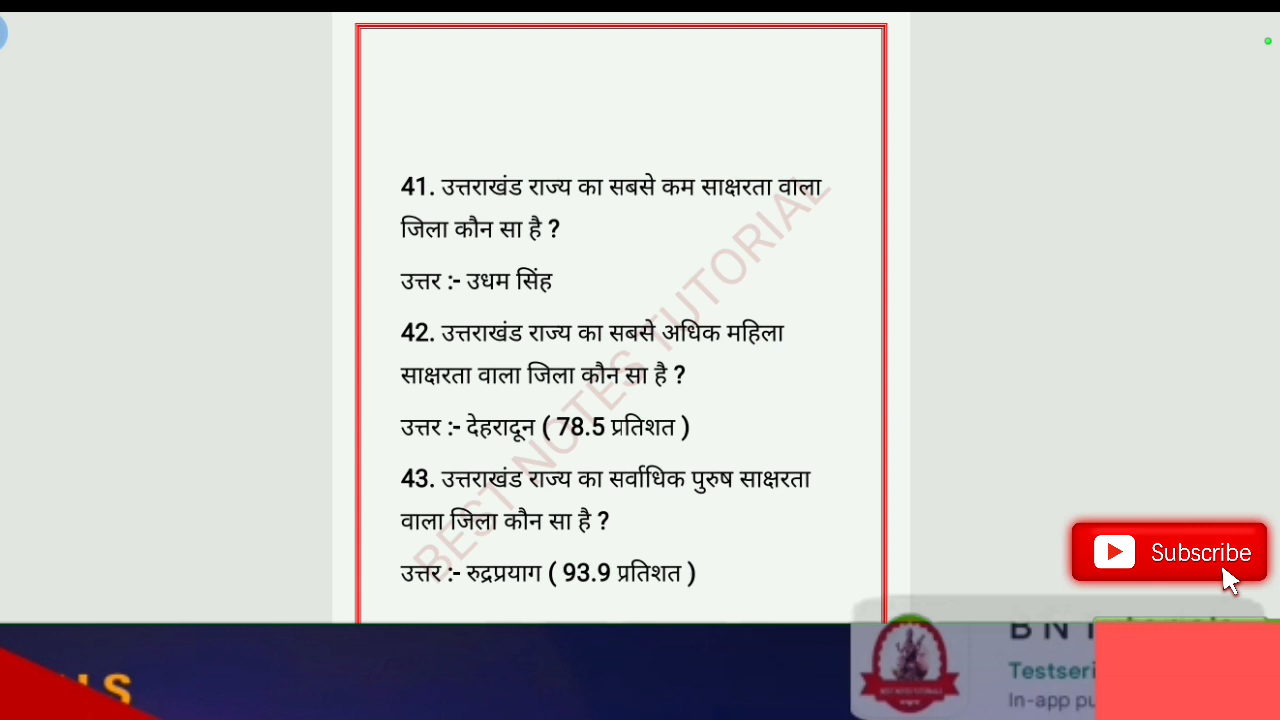 41. उत्तराखंड राज्य का सबसे कम साक्षरता वाला
जिला कौन सा है ?
उत्तर :- उधम सिंह
42. उत्तराखंड राज्य का सबसे अधिक महिला
साक्षरता वाला जिला कौन सा है ?
उत्तर :- देहरादून ( 78.5 प्रतिशत )
43. उत्तराखंड राज्य का सर्वाधिक पुरुष साक्षरता
वाला जिला कौन सा है ?
उत्तर :- रुद्रप्रयाग ( 93.9 प्रतिशत )
BEST NOTES TUTORIAL
Subscribe
B N
In-app